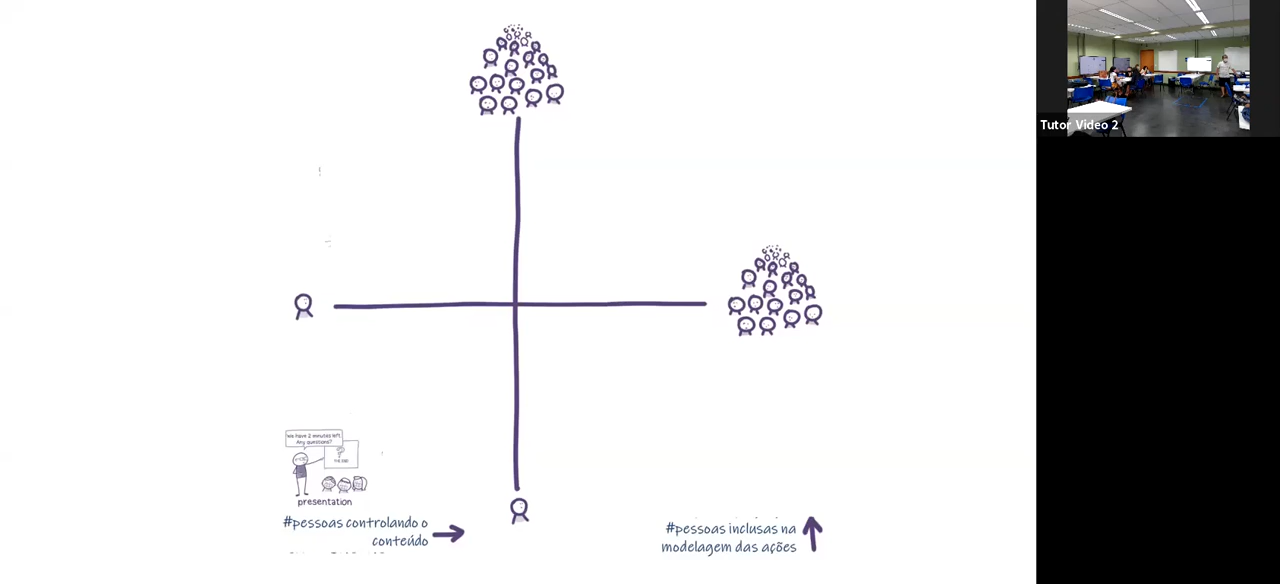 Tutor Video 2
We have 2 minutes left.
Any questions?
presentation
#pessoas controlando o
conteúdo
#pessoas inclusas na
modelagem das ações